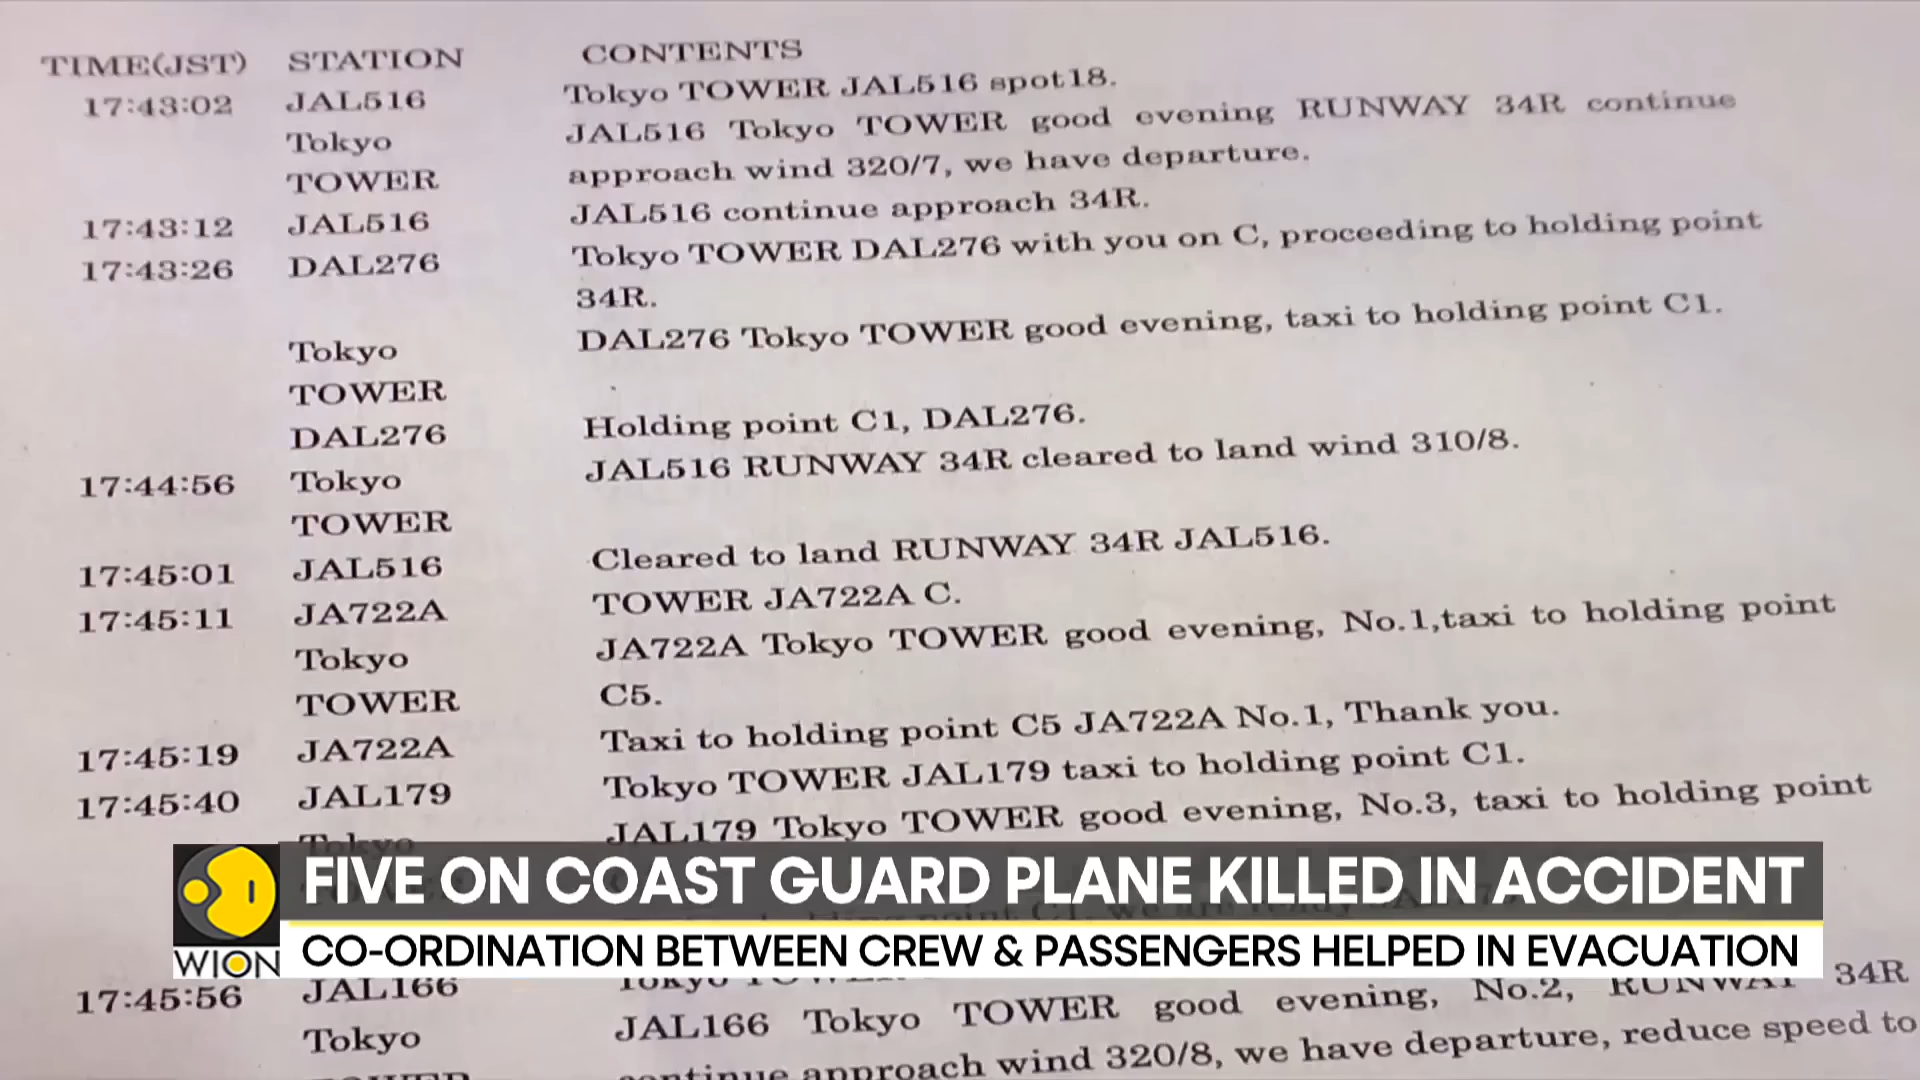 TIME(JST) STATION CONTENTS
17:43:02 JAL516 Tokyo TOWER JAL516 spot18.
Tokyo JAL516 Tokyo TOWER good evening RUNWAY 34R continue
TOWER approach wind 320/7, we have departure.
17:43:12 JAL516 JAL516 continue approach 34R.
17:43:26 DAL276 Tokyo TOWER DAL276 with you on C, proceeding to holding point
34R.
Tokyo DAL276 Tokyo TOWER good evening, taxi to holding point C1.
TOWER
DAL276 Holding point C1, DAL276.
17:44:56 Tokyo JAL516 RUNWAY 34R cleared to land wind 310/8.
TOWER
17:45:01 JAL516 Cleared to land RUNWAY 34R JAL516.
17:45:11 JA722A TOWER JA722A C.
Tokyo JA722A Tokyo TOWER good evening, No.1,taxi to holding point
TOWER C5.
17:45:19 JA722A Taxi to holding point C5 JA722A No.1, Thank you.
17:45:40 JAL179 Tokyo TOWER JAL179 taxi to holding point C1.
Tokyo JAL179 Tokyo TOWER good evening, No.3, taxi to holding point
FIVE ON COAST GUARD PLANE KILLED IN ACCIDENT
WION
CO-ORDINATION BETWEEN CREW & PASSENGERS HELPED IN EVACUATION
17:45:56 JAL166 Tokyo
Tokyo JAL166 Tokyo TOWER good evening, No.2, RUNWAY 34R
TOWER continue approach wind 320/8, we have departure, reduce speed to